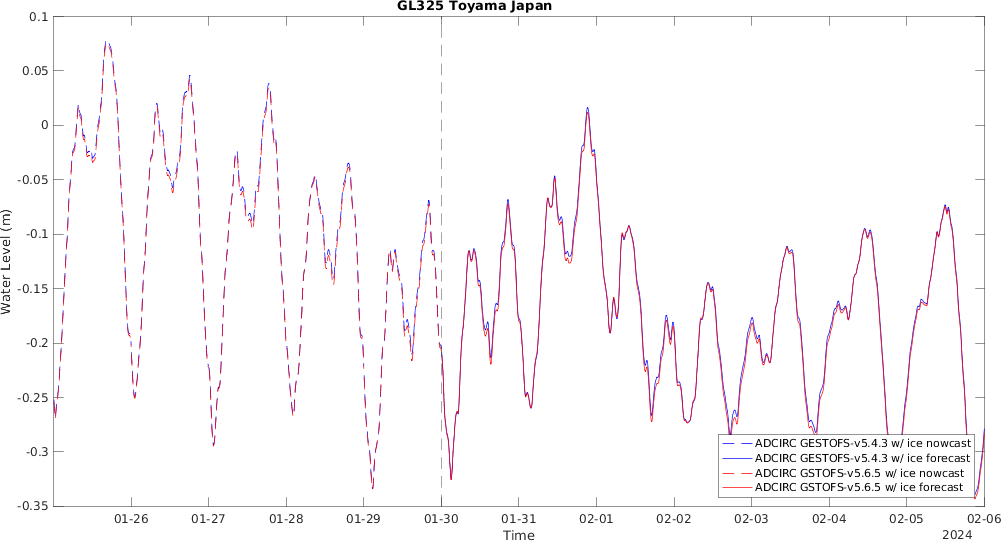 GL325 Toyama Japan
0.1
0.05
0
-0.05
-0.1
-0.15
-0.2
-0.25
-0.3
-0.35
Water Level (m)
ADCIRC GESTOFS-v5.4.3 w/ ice nowcast
ADCIRC GESTOFS-v5.4.3 w/ ice forecast
ADCIRC GSTOFS-v5.6.5 w/ ice nowcast
ADCIRC GSTOFS-v5.6.5 w/ ice forecast
01-26 01-27 01-28 01-29 01-30 01-31 02-01 02-02 02-03 02-04 02-05 02-06
Time
2024